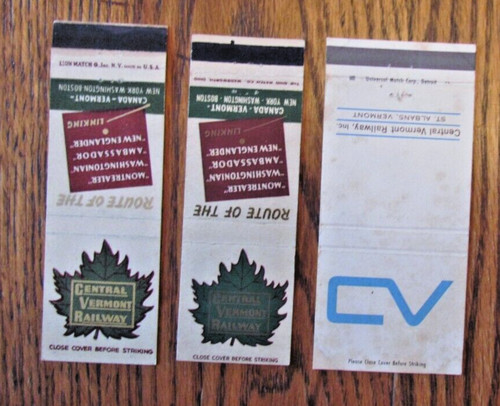 LION MATCH CO., Inc. N. Y. MADE IN U.S.A.
NEW YORK WASHINGTON BOSTON
CANADA-VERMONT
LINKING
"NEW ENGLANDER"
"AMBASSADOR"
"WASHINGTONIAN"
"MONTREALER"
ROUTE OF THE
CENTRAL
VERMONT
RAILWAY
CLOSE COVER BEFORE STRIKING
NEW YORK - WASHINGTON - BOSTON
CANADA-VERMONT-
LINKING
"NEW ENGLANDER"
"AMBASSADOR"
"WASHINGTONIAN"
"MONTREALER"
ROUTE OF THE
CENTRAL
VERMONT
RAILWAY
CLOSE COVER BEFORE STRIKING
Universal Match Corp., Detroit
ST. ALBANS, VERMONT
Central Vermont Railway, Inc.
CV
Please Close Cover Before Striking